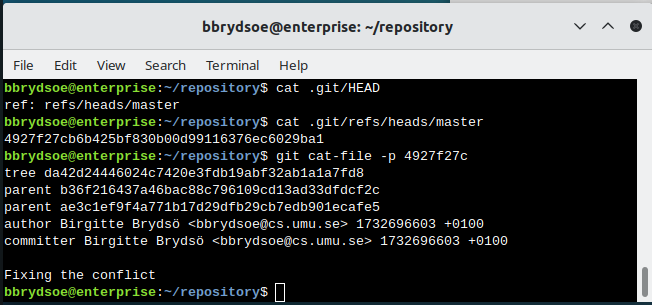 bbrydsoe@enterprise: ~/repository
File Edit View Search Terminal Help
bbrydsoe@enterprise:~/repository$ cat .git/HEAD
ref: refs/heads/master
bbrydsoe@enterprise:~/repository$ cat .git/refs/heads/master
4927f27cb6b425bf830b00d99116376ec6029ba1
bbrydsoe@enterprise:~/repository$ git cat-file -p 4927f27c
tree da42d24446024c7420e3fdb19abf32ab1a1a7fd8
parent b36f216437a46bac88c796109cd13ad33dfdcf2c
parent ae3c1ef9f4a771b17d29dfb29cb7edb901ecafe5
author Birgitte Brydsö <bbrydsoe@cs.umu.se> 1732696603 +0100
committer Birgitte Brydsö <bbrydsoe@cs.umu.se> 1732696603 +0100
Fixing the conflict
bbrydsoe@enterprise:~/repository$